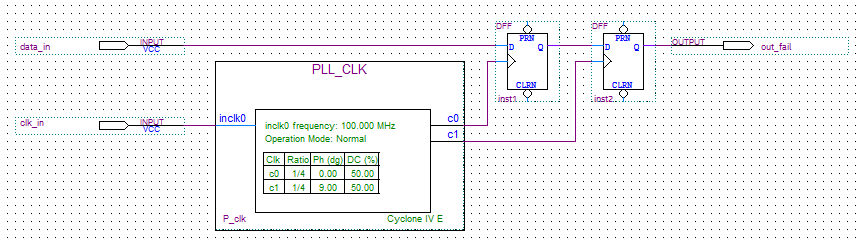 DFF
DFF
data_in
INPUT
VCC
PRN
D
Q
CLRN
inst1
PRN
D
Q
CLRN
inst2
OUTPUT
out_fail
PLL_CLK
clk_in
INPUT
VCC
inclk0
c0
c1
inclk0 frequency: 100.000 MHz
Operation Mode: Normal
Clk Ratio Ph (dg) DC (%)
c0 1/4 0.00 50.00
c1 1/4 9.00 50.00
P_clk
Cyclone IV E